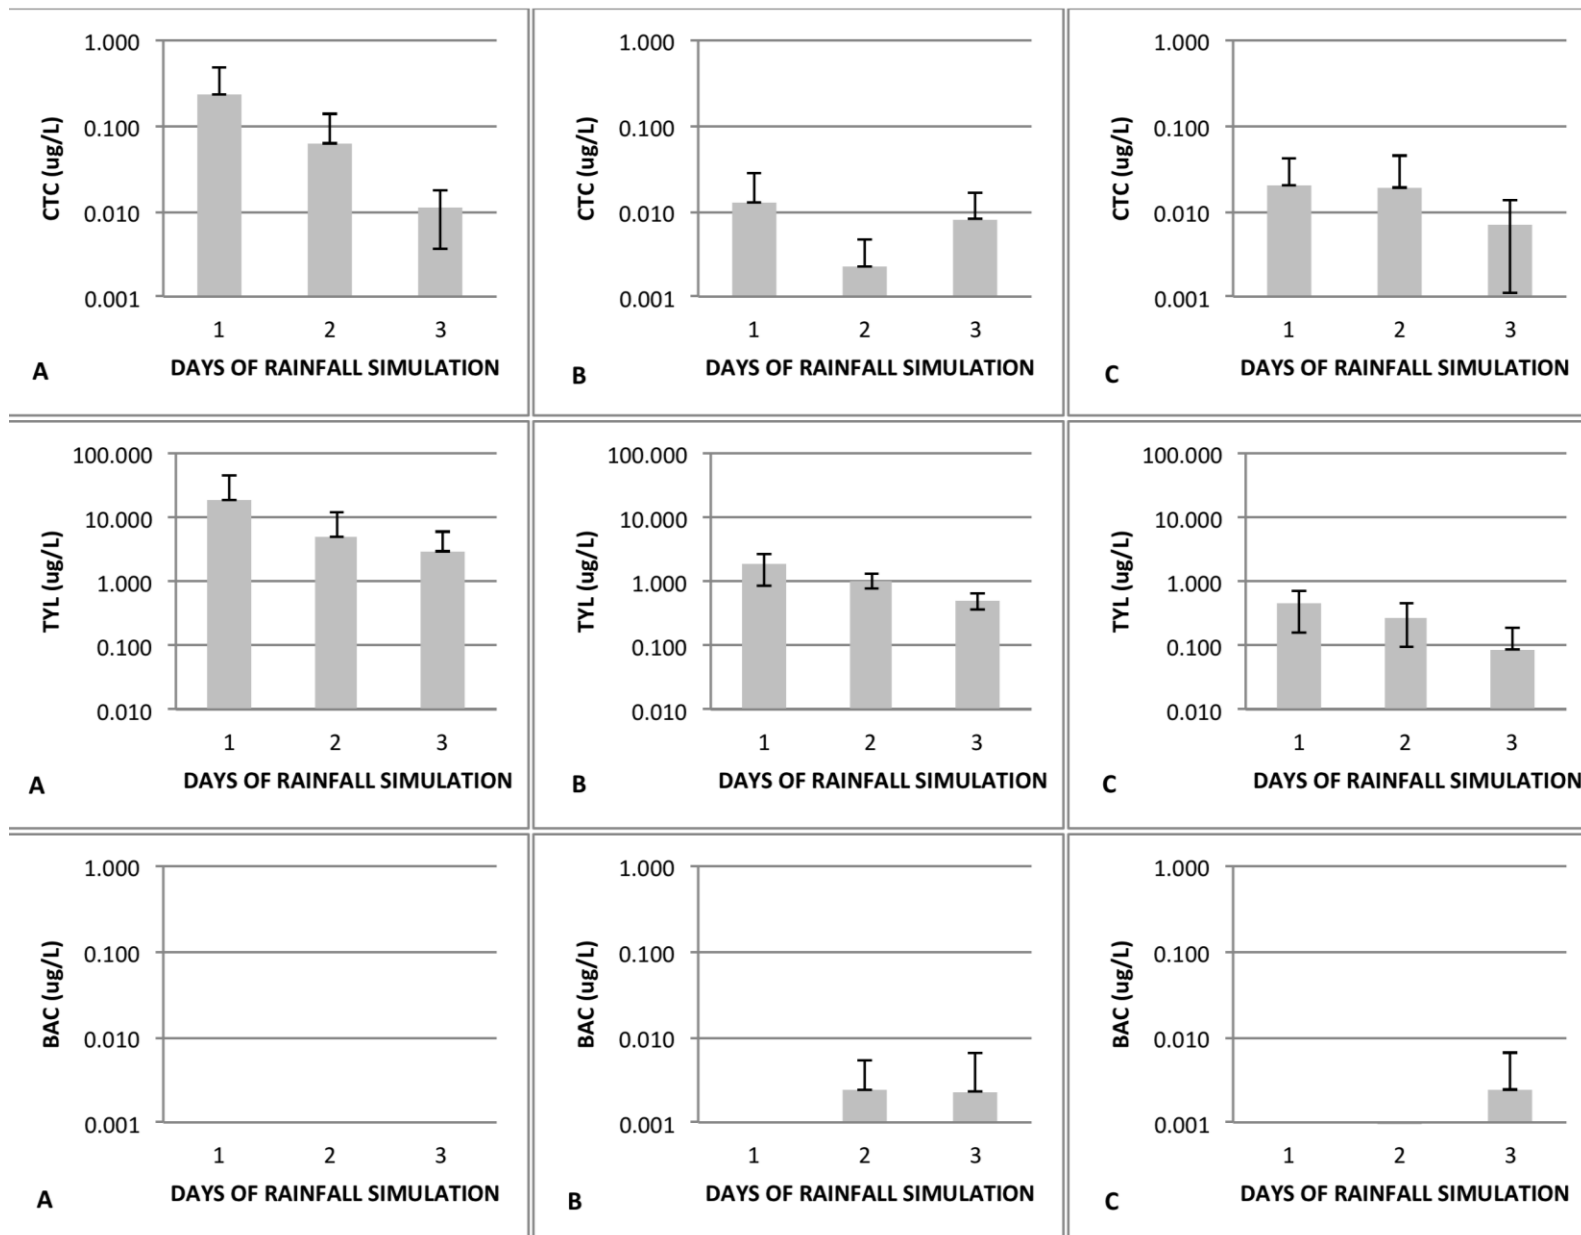 1.000
0.100
0.010
0.001
CTC (ug/L)
1 2 3
DAYS OF RAINFALL SIMULATION
A
1.000
0.100
0.010
0.001
CTC (ug/L)
1 2 3
DAYS OF RAINFALL SIMULATION
B
1.000
0.100
0.010
0.001
CTC (ug/L)
1 2 3
DAYS OF RAINFALL SIMULATION
C
100.000
10.000
1.000
0.100
0.010
TYL (ug/L)
1 2 3
DAYS OF RAINFALL SIMULATION
A
100.000
10.000
1.000
0.100
0.010
TYL (ug/L)
1 2 3
DAYS OF RAINFALL SIMULATION
B
100.000
10.000
1.000
0.100
0.010
TYL (ug/L)
1 2 3
DAYS OF RAINFALL SIMULATION
C
1.000
0.100
0.010
0.001
BAC (ug/L)
1 2 3
DAYS OF RAINFALL SIMULATION
A
1.000
0.100
0.010
0.001
BAC (ug/L)
1 2 3
DAYS OF RAINFALL SIMULATION
B
1.000
0.100
0.010
0.001
BAC (ug/L)
1 2 3
DAYS OF RAINFALL SIMULATION
C